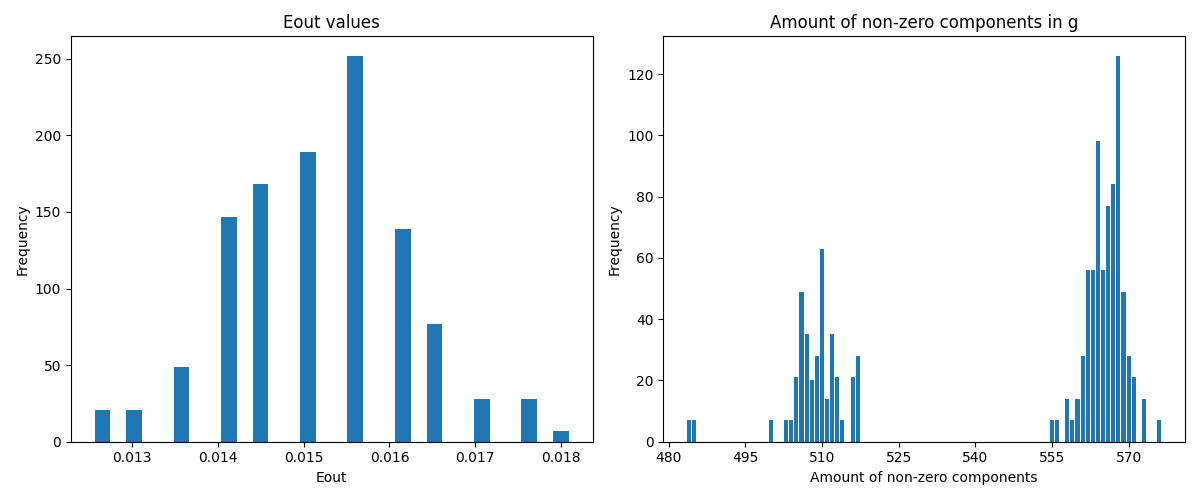 Eout values
Frequency
250
200
150
100
50
0
0.013 0.014 0.015 0.016 0.017 0.018
Eout
Amount of non-zero components in g
Frequency
120
100
80
60
40
20
0
480 495 510 525 540 555 570
Amount of non-zero components